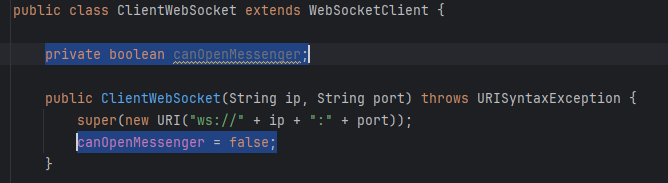 public class ClientWebSocket extends WebSocketClient {
private boolean canOpenMessenger;
public ClientWebSocket(String ip, String port) throws URISyntaxException {
super(new URI("ws://" + ip + ":" + port));
canOpenMessenger = false;
}